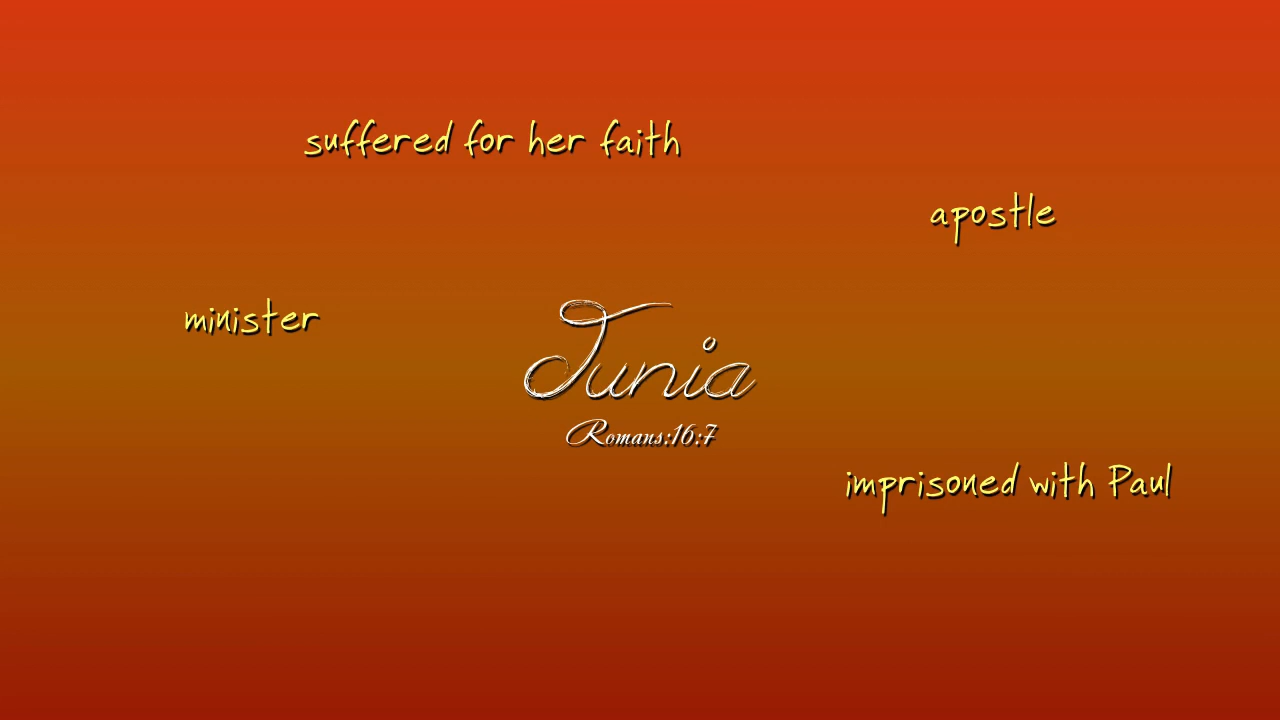 suffered for her faith
apostle
minister
Junia
Romans:16:7
imprisoned with Paul